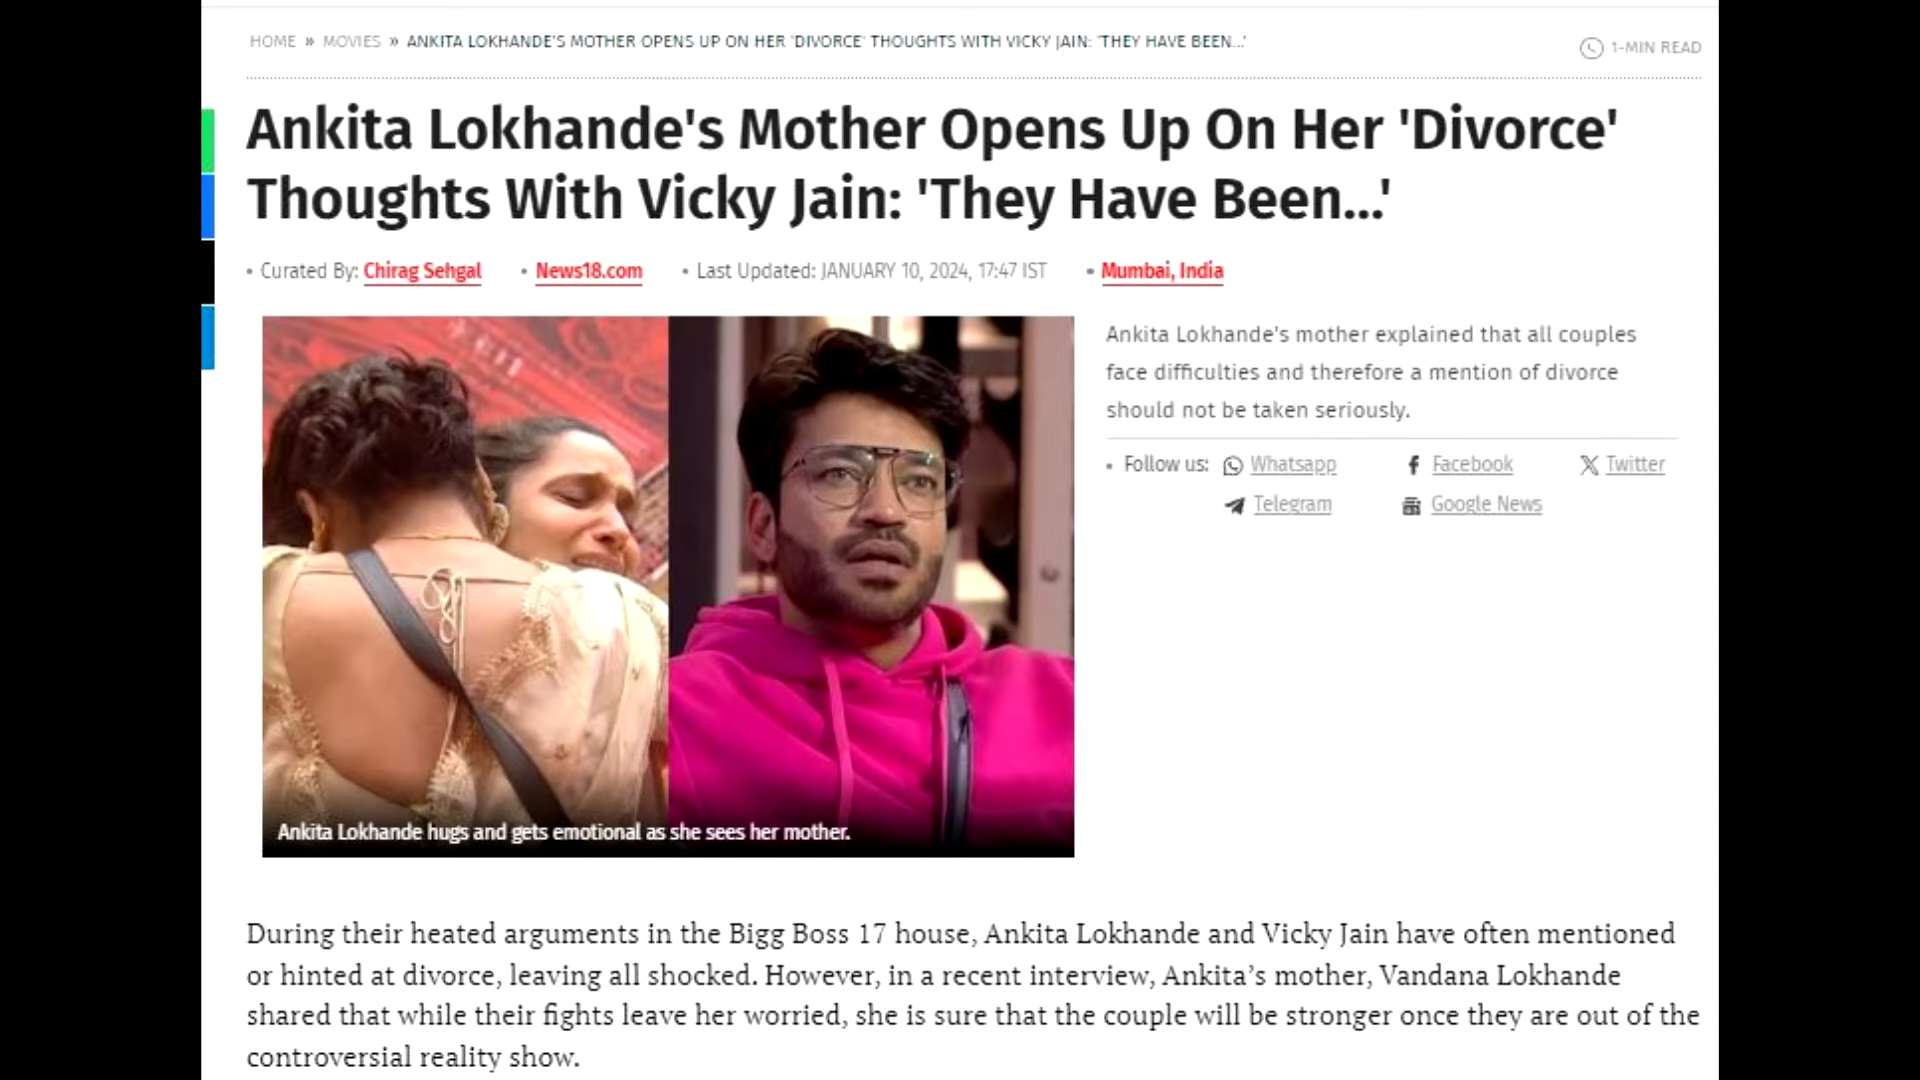 HOME » MOVIES » ANKITA LOKHANDE'S MOTHER OPENS UP ON HER 'DIVORCE' THOUGHTS WITH VICKY JAIN: 'THEY HAVE BEEN...'
1-MIN READ
Ankita Lokhande's Mother Opens Up On Her 'Divorce'
Thoughts With Vicky Jain: 'They Have Been...'
• Curated By: Chirag Sehgal • News18.com • Last Updated: JANUARY 10, 2024, 17:47 IST • Mumbai, India
Ankita Lokhande's mother explained that all couples
face difficulties and therefore a mention of divorce
should not be taken seriously.
• Follow us: Whatsapp Facebook Twitter
Telegram Google News
Ankita Lokhande hugs and gets emotional as she sees her mother.
During their heated arguments in the Bigg Boss 17 house, Ankita Lokhande and Vicky Jain have often mentioned
or hinted at divorce, leaving all shocked. However, in a recent interview, Ankita’s mother, Vandana Lokhande
shared that while their fights leave her worried, she is sure that the couple will be stronger once they are out of the
controversial reality show.